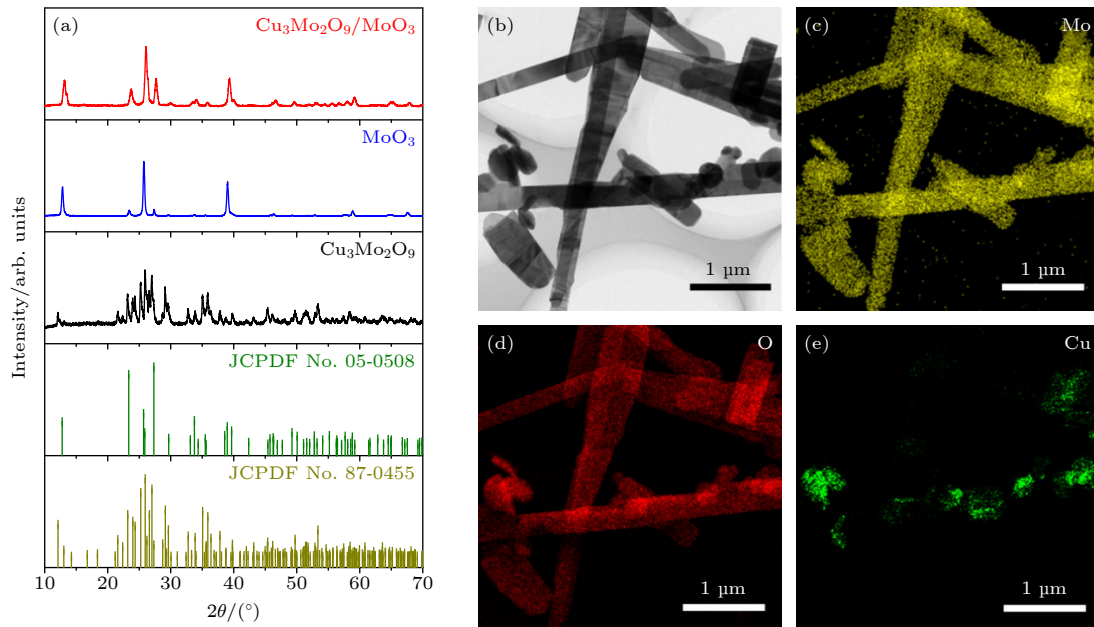 (a)
Cu₃Mo₂O₉/MoO₃
MoO₃
Cu₃Mo₂O₉
JCPDF No. 05-0508
JCPDF No. 87-0455
Intensity/arb. units
10 20 30 40 50 60 70
2θ/(°)
(b)
1 µm
(c) Mo
1 µm
(d) O
1 µm
(e) Cu
1 µm